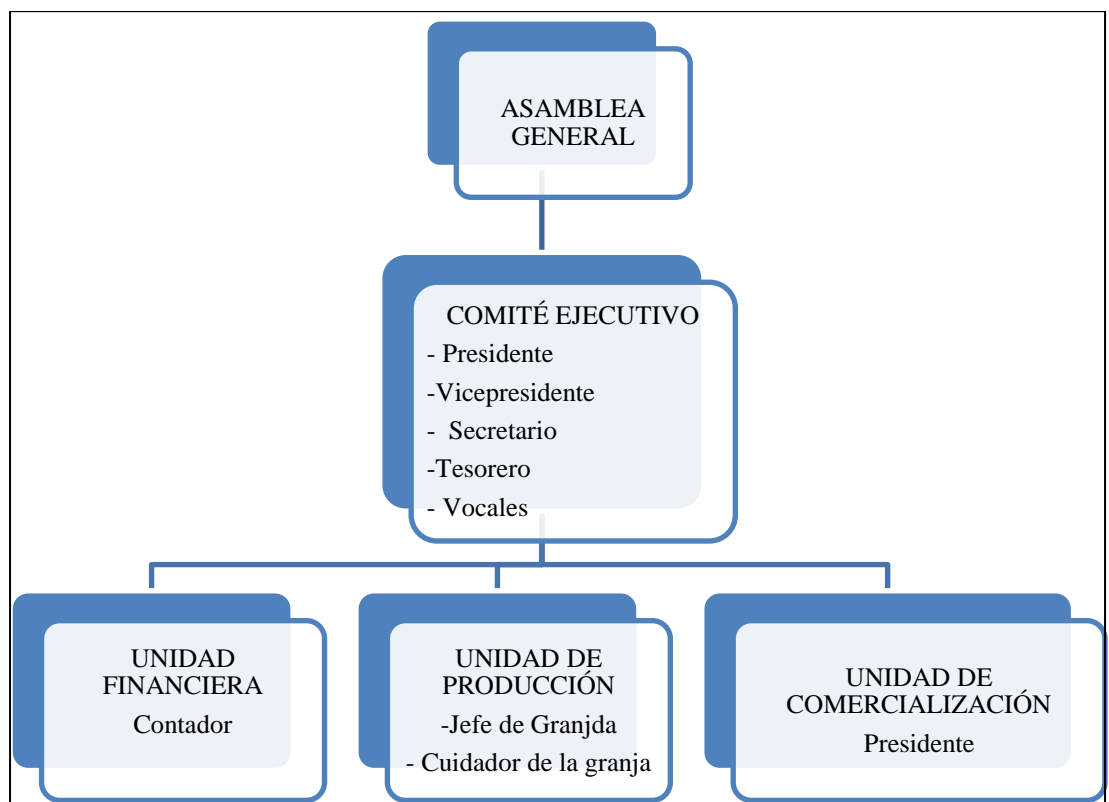 ASAMBLEA
GENERAL
COMITÉ EJECUTIVO
- Presidente
-Vicepresidente
-  Secretario
-Tesorero
- Vocales
UNIDAD
FINANCIERA
Contador
UNIDAD DE
PRODUCCIÓN
-Jefe de Granjda
- Cuidador de la granja
UNIDAD DE
COMERCIALIZACIÓN
Presidente